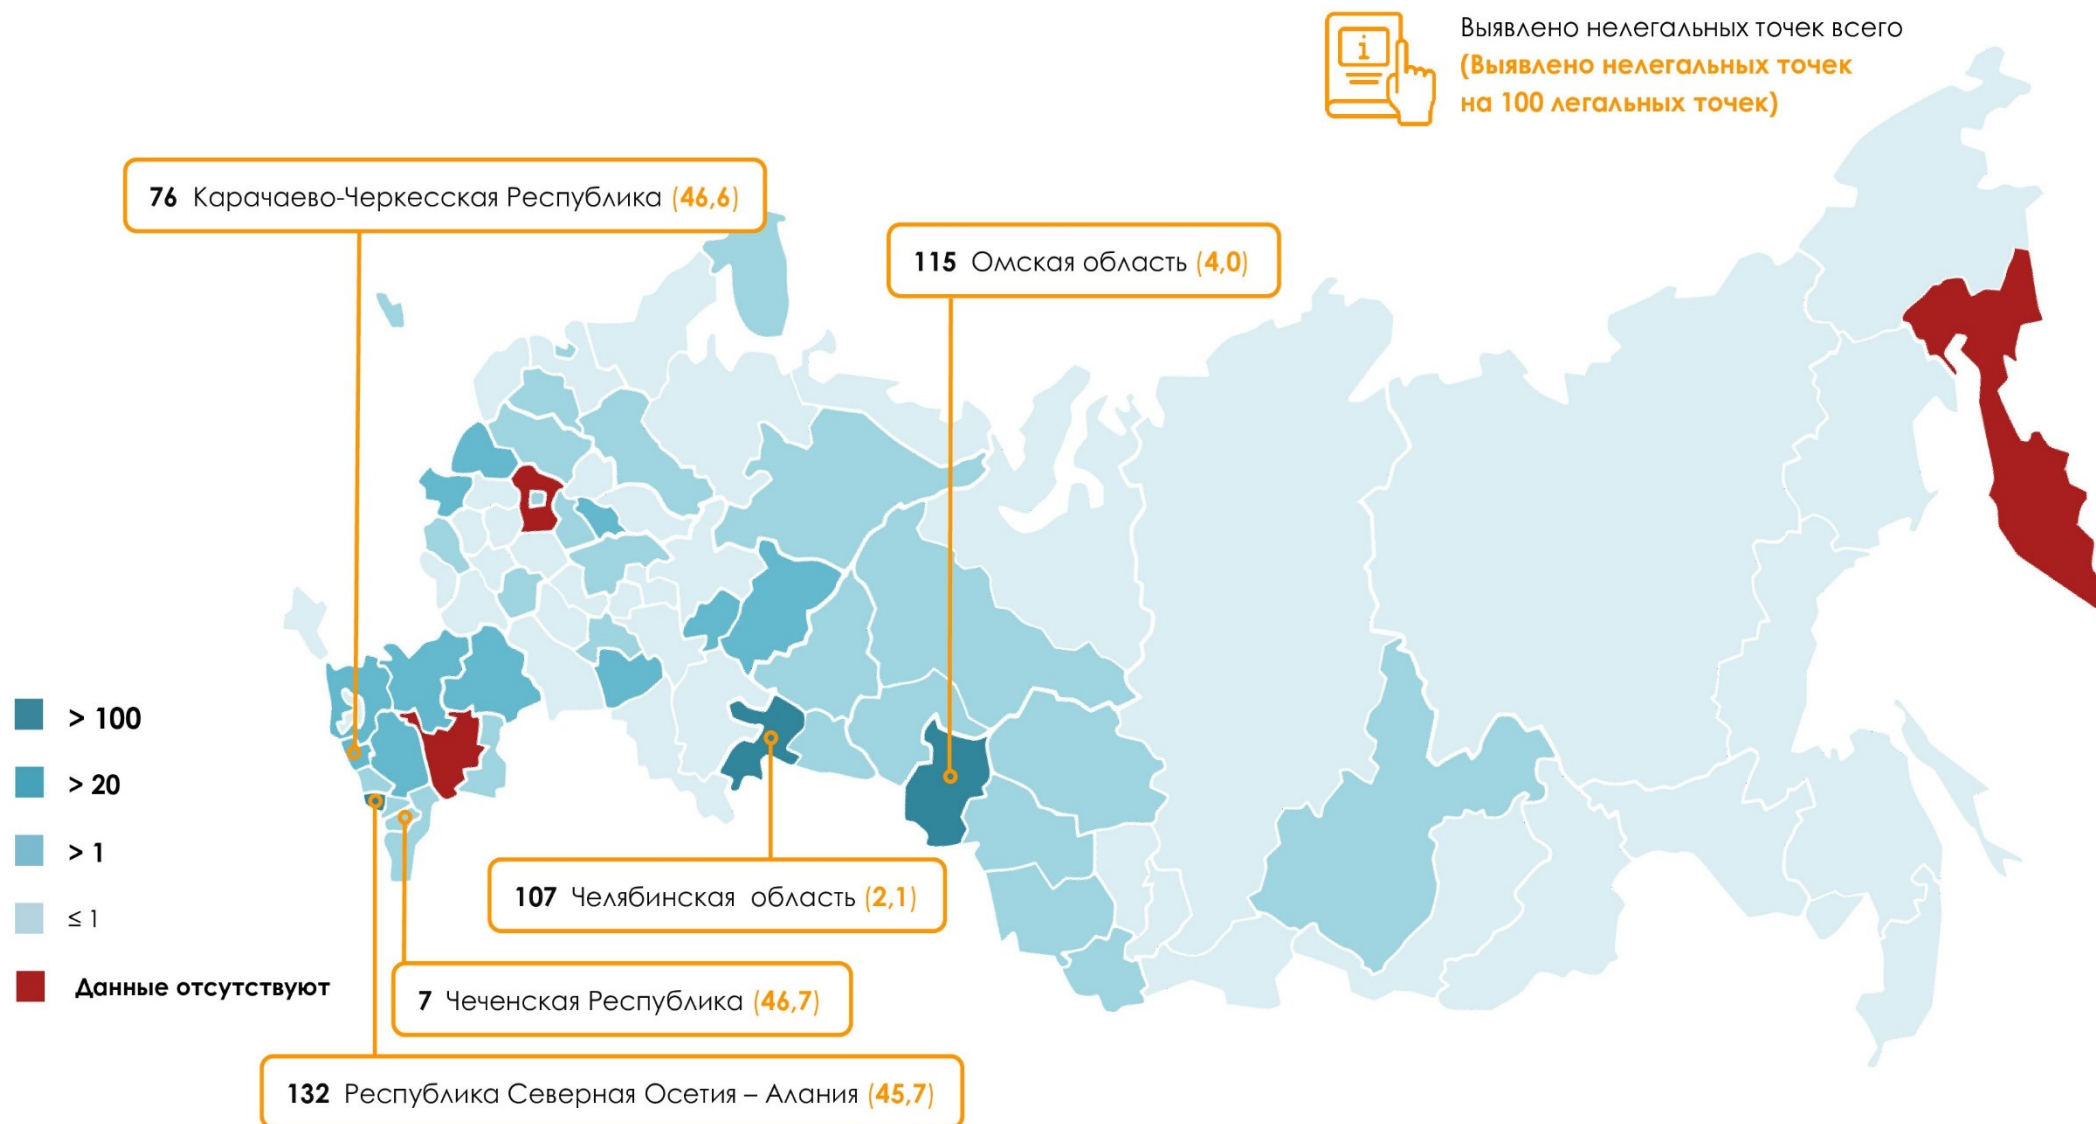 Выявлено нелегальных точек всего
(Выявлено нелегальных точек
на 100 легальных точек)
76 Карачаево-Черкесская Республика (46,6)
115 Омская область (4,0)
> 100
> 20
> 1
≤ 1
Данные отсутствуют
107 Челябинская область (2,1)
7 Чеченская Республика (46,7)
132 Республика Северная Осетия – Алания (45,7)